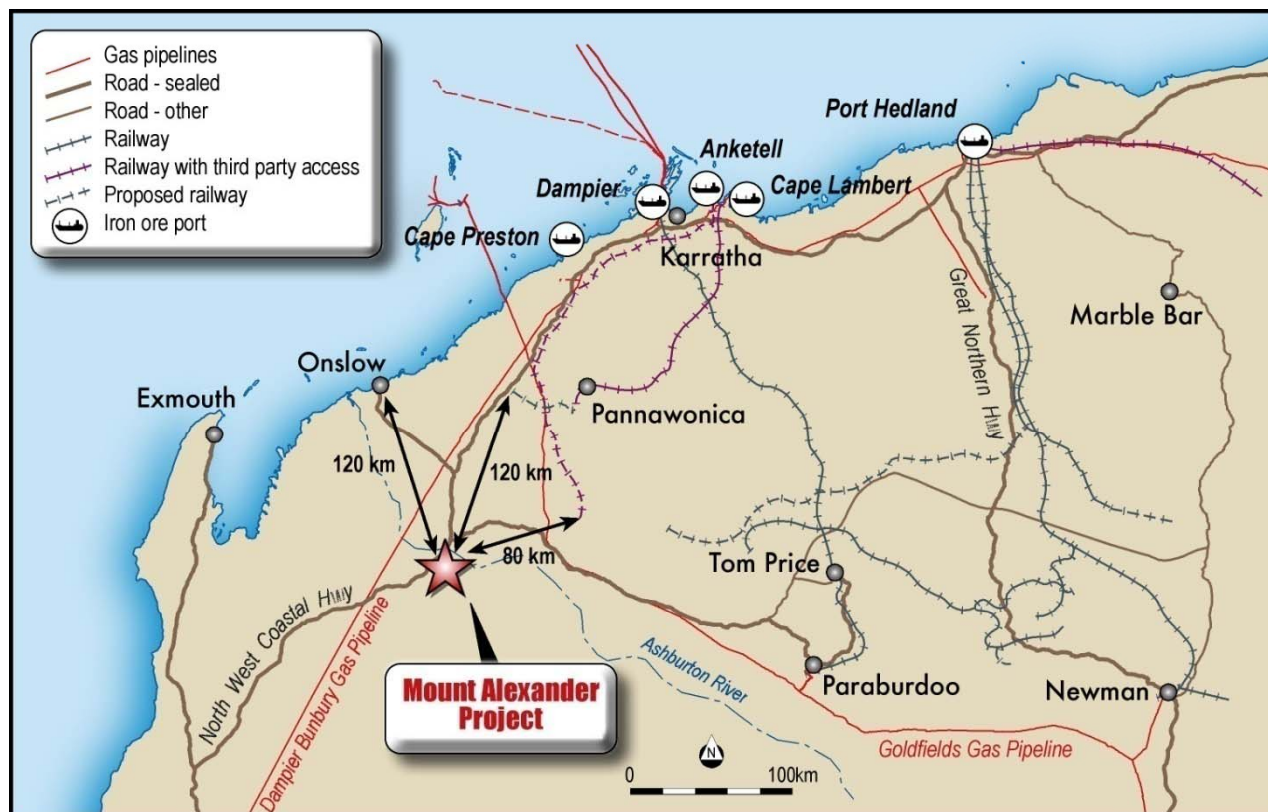 Gas pipelines
Road - sealed
Road - other
Railway
Railway with third party access
Proposed railway
Iron ore port
Port Hedland
Anketell
Dampier
Cape Lambert
Cape Preston
Karratha
Great Northern Hwy
Marble Bar
Onslow
Exmouth
Pannawonica
120 km
120 km
80 km
Tom Price
North West Coastal Hwy
Dampier Bunbury Gas Pipeline
Ashburton River
Mount Alexander
Project
Paraburdoo
Newman
Goldfields Gas Pipeline
N
0
100km